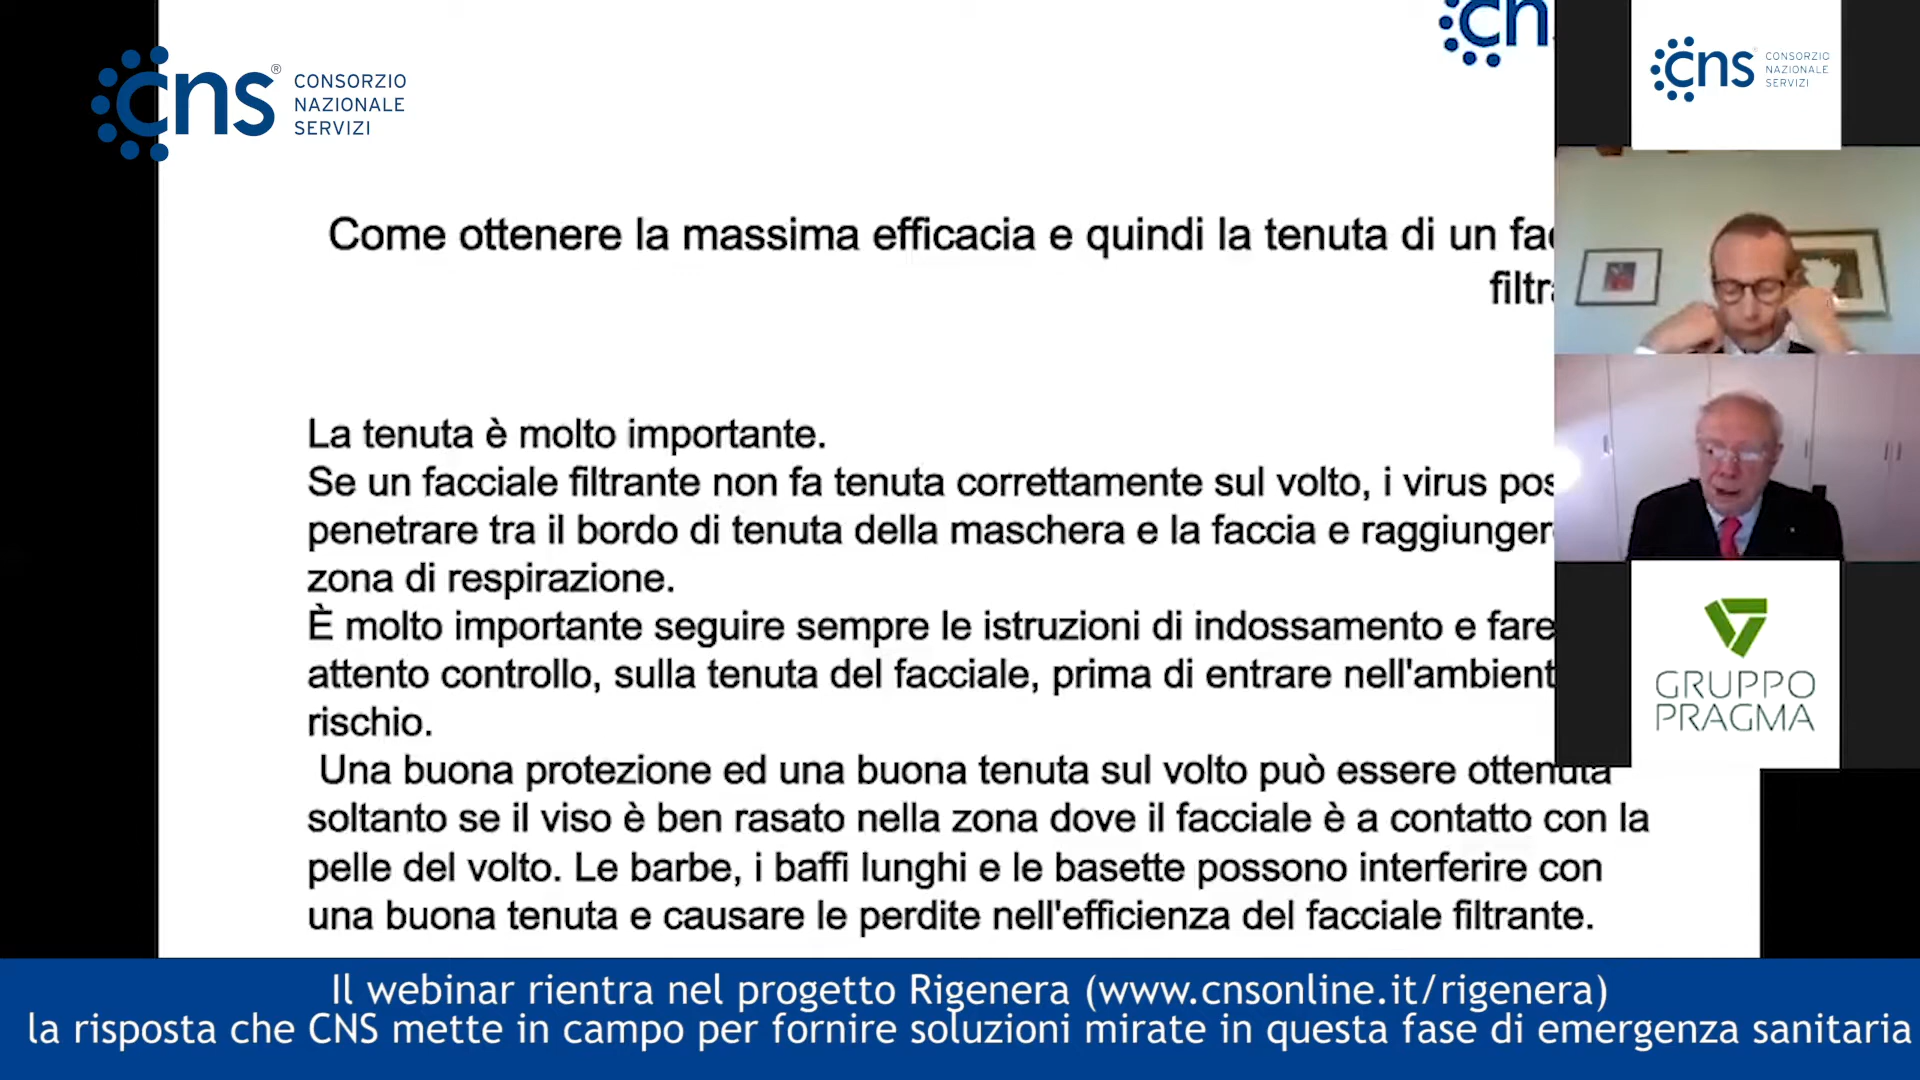 cns® CONSORZIO
NAZIONALE
SERVIZI
cns
cns CONSORZIO
NAZIONALE
SERVIZI
Come ottenere la massima efficacia e quindi la tenuta di un
La tenuta è molto importante.
Se un facciale filtrante non fa tenuta correttamente sul volto, i virus
penetrare tra il bordo di tenuta della maschera e la faccia e
zona di respirazione.
È molto importante seguire sempre le istruzioni di indossamento e fare
attento controllo, sulla tenuta del facciale, prima di entrare
rischio.
Una buona protezione ed una buona tenuta sul volto può essere ottenuta
soltanto se il viso è ben rasato nella zona dove il facciale è a contatto con la
pelle del volto. Le barbe, i baffi lunghi e le basette possono interferire con
una buona tenuta e causare le perdite nell'efficienza del facciale filtrante.
GRUPPO
PRAGMA
Il webinar rientra nel progetto Rigenera (www.cnsonline.it/rigenera)
la risposta che CNS mette in campo per fornire soluzioni mirate in questa fase di emergenza sanitaria